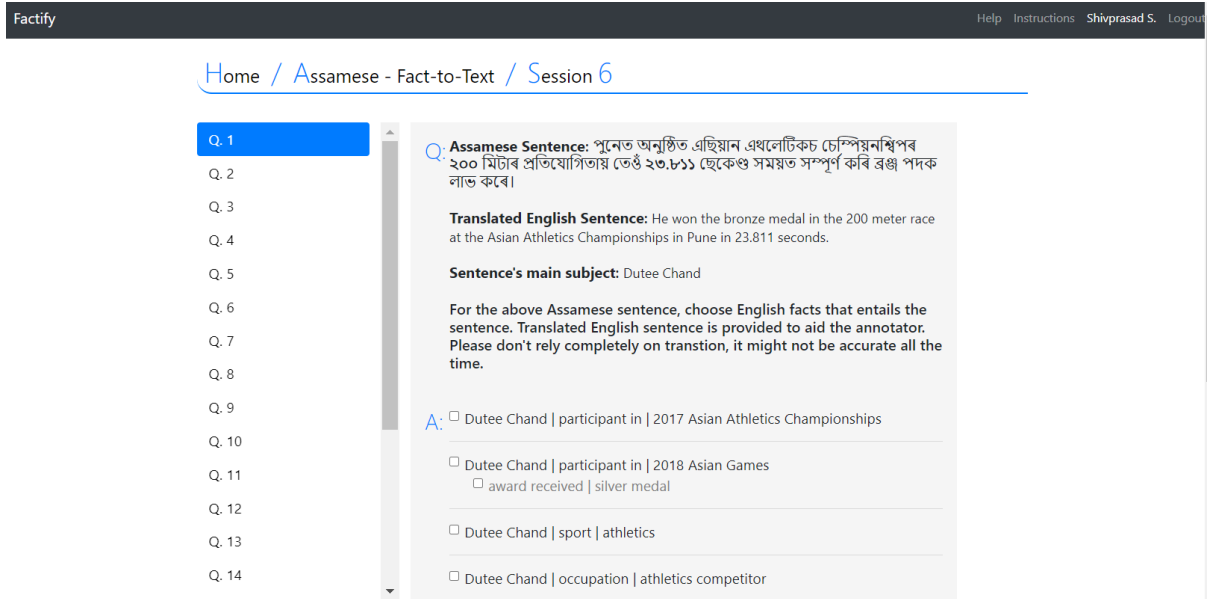 Factify
Help Instructions Shivprasad S. Logout
Home / Assamese - Fact-to-Text / Session 6
Q. 1
Q. 2
Q. 3
Q. 4
Q. 5
Q. 6
Q. 7
Q. 8
Q. 9
Q. 10
Q. 11
Q. 12
Q. 13
Q. 14
Q: Assamese Sentence: পুনেত অনুষ্ঠিত এছিয়ান এথলেটিকচ চেম্পিয়নশ্বিপৰ
২০০ মিটাৰ প্ৰতিযোগিতায় তেওঁ ২৩.৮১১ ছেকেণ্ড সময়ত সম্পূৰ্ণ কৰি ব্ৰঞ্জ পদক
লাভ কৰে।
Translated English Sentence: He won the bronze medal in the 200 meter race
at the Asian Athletics Championships in Pune in 23.811 seconds.
Sentence's main subject: Dutee Chand
For the above Assamese sentence, choose English facts that entails the
sentence. Translated English sentence is provided to aid the annotator.
Please don't rely completely on transtion, it might not be accurate all the
time.
A: Dutee Chand | participant in | 2017 Asian Athletics Championships
Dutee Chand | participant in | 2018 Asian Games
award received | silver medal
Dutee Chand | sport | athletics
Dutee Chand | occupation | athletics competitor